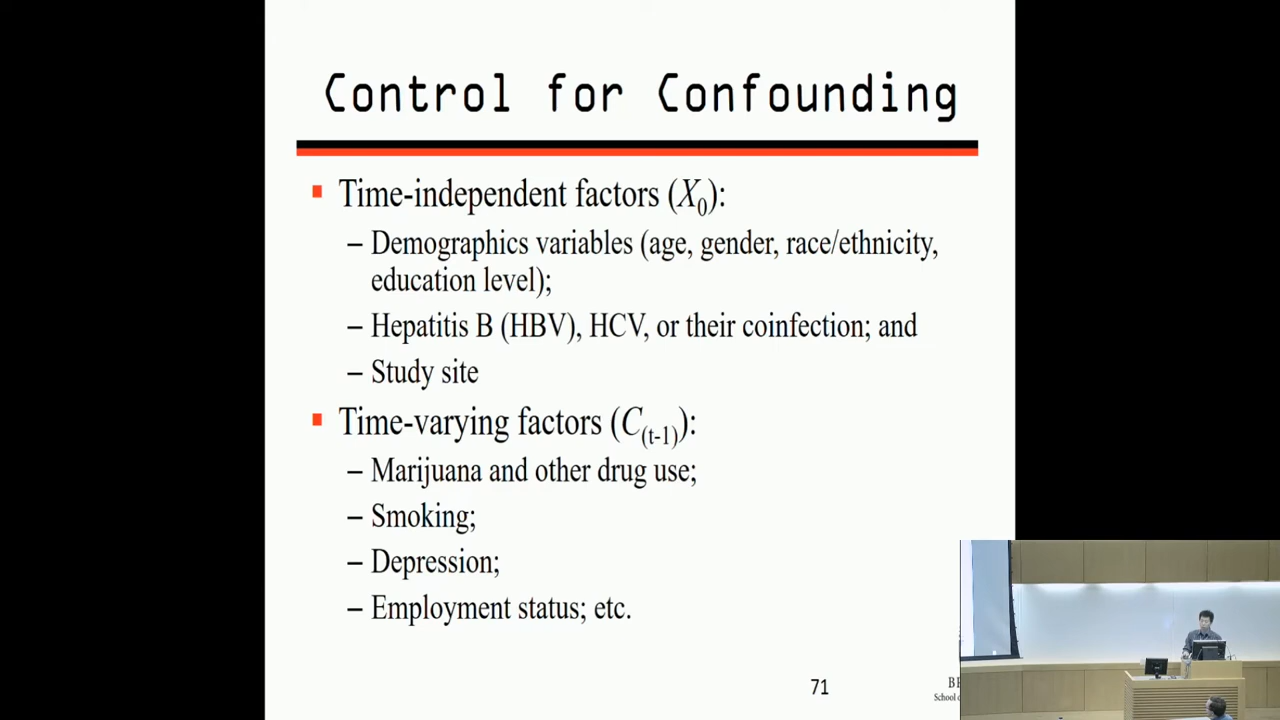 Control for Confounding
▪ Time-independent factors (X0):
– Demographics variables (age, gender, race/ethnicity,
education level);
– Hepatitis B (HBV), HCV, or their coinfection; and
– Study site
▪ Time-varying factors (C(t-1)):
– Marijuana and other drug use;
– Smoking;
– Depression;
– Employment status; etc.
71
School